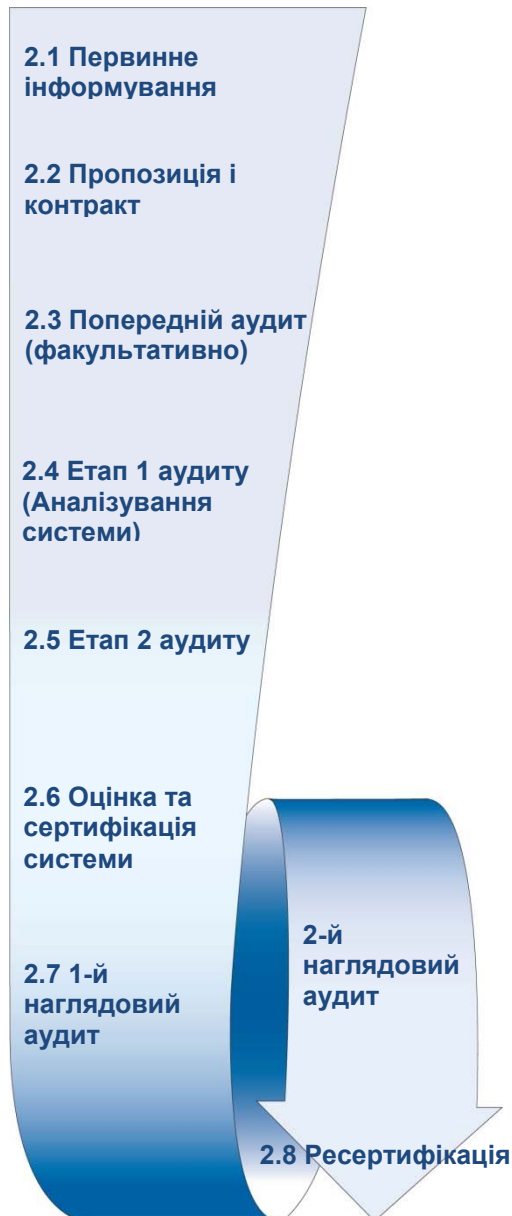 2.1 Первинне
інформування
2.2 Пропозиція і
контракт
2.3 Попередній аудит
(факультативно)
2.4 Етап 1 аудиту
(Аналізування
системи)
2.5 Етап 2 аудиту
2.6 Оцінка та
сертифікація
системи
2.7 1-й
наглядовий
аудит
2-й
наглядовий
аудит
2.8 Ресертифікація